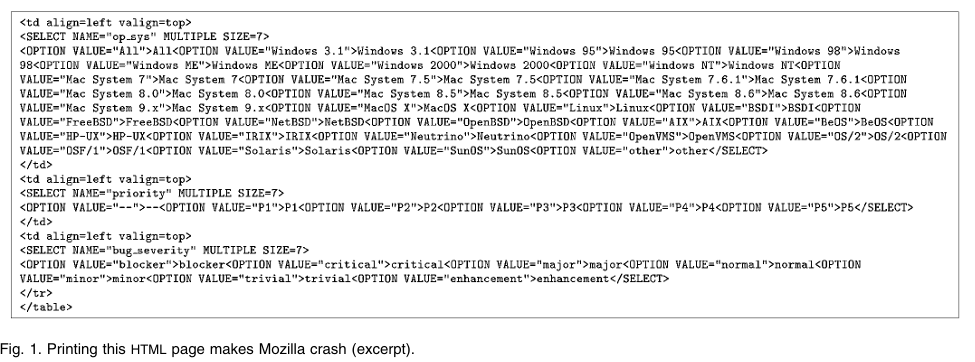 <td align=left valign=top>
<SELECT NAME="op_sys" MULTIPLE SIZE=7>
<OPTION VALUE="All">All<OPTION VALUE="Windows 3.1">Windows 3.1<OPTION VALUE="Windows 95">Windows 95<OPTION VALUE="Windows 98">Windows
98<OPTION VALUE="Windows ME">Windows ME<OPTION VALUE="Windows 2000">Windows 2000<OPTION VALUE="Windows NT">Windows NT<OPTION
VALUE="Mac System 7">Mac System 7<OPTION VALUE="Mac System 7.5">Mac System 7.5<OPTION VALUE="Mac System 7.6.1">Mac System 7.6.1<OPTION
VALUE="Mac System 8.0">Mac System 8.0<OPTION VALUE="Mac System 8.5">Mac System 8.5<OPTION VALUE="Mac System 8.6">Mac System 8.6<OPTION
VALUE="Mac System 9.x">Mac System 9.x<OPTION VALUE="MacOS X">MacOS X<OPTION VALUE="Linux">Linux<OPTION VALUE="BSDI">BSDI<OPTION
VALUE="FreeBSD">FreeBSD<OPTION VALUE="NetBSD">NetBSD<OPTION VALUE="OpenBSD">OpenBSD<OPTION VALUE="AIX">AIX<OPTION VALUE="BeOS">BeOS<OPTION
VALUE="HP-UX">HP-UX<OPTION VALUE="IRIX">IRIX<OPTION VALUE="Neutrino">Neutrino<OPTION VALUE="OpenVMS">OpenVMS<OPTION VALUE="OS/2">OS/2<OPTION
VALUE="OSF/1">OSF/1<OPTION VALUE="Solaris">Solaris<OPTION VALUE="SunOS">SunOS<OPTION VALUE="other">other</SELECT>
</td>
<td align=left valign=top>
<SELECT NAME="priority" MULTIPLE SIZE=7>
<OPTION VALUE="--">--<OPTION VALUE="P1">P1<OPTION VALUE="P2">P2<OPTION VALUE="P3">P3<OPTION VALUE="P4">P4<OPTION VALUE="P5">P5</SELECT>
</td>
<td align=left valign=top>
<SELECT NAME="bug_severity" MULTIPLE SIZE=7>
<OPTION VALUE="blocker">blocker<OPTION VALUE="critical">critical<OPTION VALUE="major">major<OPTION VALUE="normal">normal<OPTION
VALUE="minor">minor<OPTION VALUE="trivial">trivial<OPTION VALUE="enhancement">enhancement</SELECT>
</tr>
</table>
Fig. 1. Printing this HTML page makes Mozilla crash (excerpt).